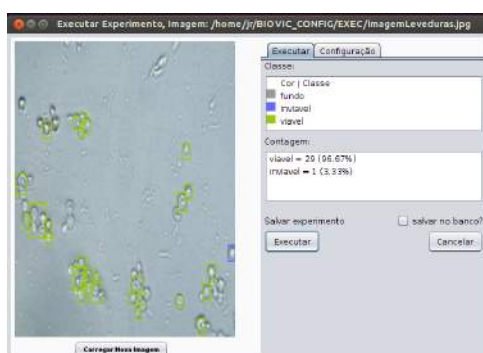 Executar Experimento, Imagem: /home/jr/BIOVIC_CONFIG/EXEC/imagemLeveduras.jpg
Executar
Configuração
Classe:
Cor | Classe
fundo
inviavel
viavel
Contagem:
viavel = 29 (96.67%)
inviavel = 1 (3.33%)
Salvar experimento
salvar no banco?
Executar
Cancelar
Carregar Nova Imagem